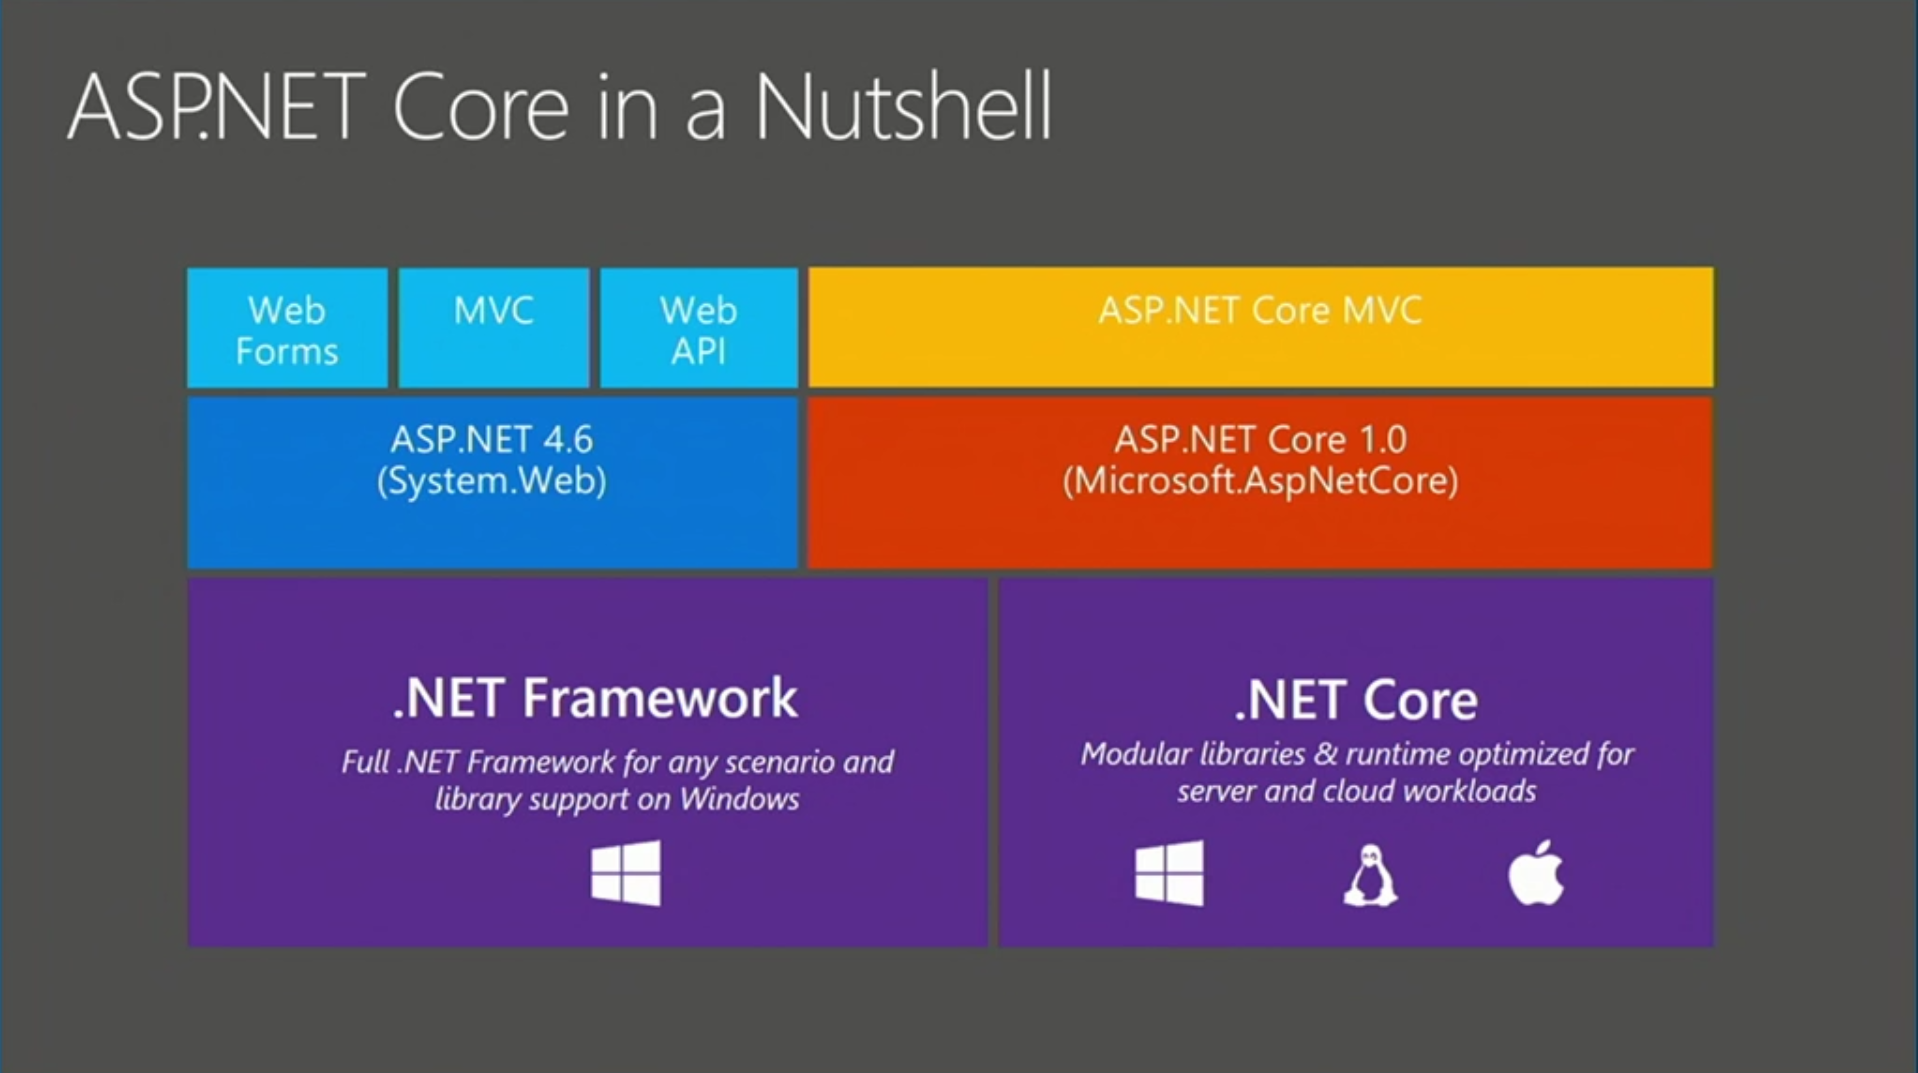 ASP.NET Core in a Nutshell
Web
Forms
MVC
Web
API
ASP.NET Core MVC
ASP.NET 4.6
(System.Web)
ASP.NET Core 1.0
(Microsoft.AspNetCore)
.NET Framework
Full .NET Framework for any scenario and
library support on Windows
.NET Core
Modular libraries & runtime optimized for
server and cloud workloads